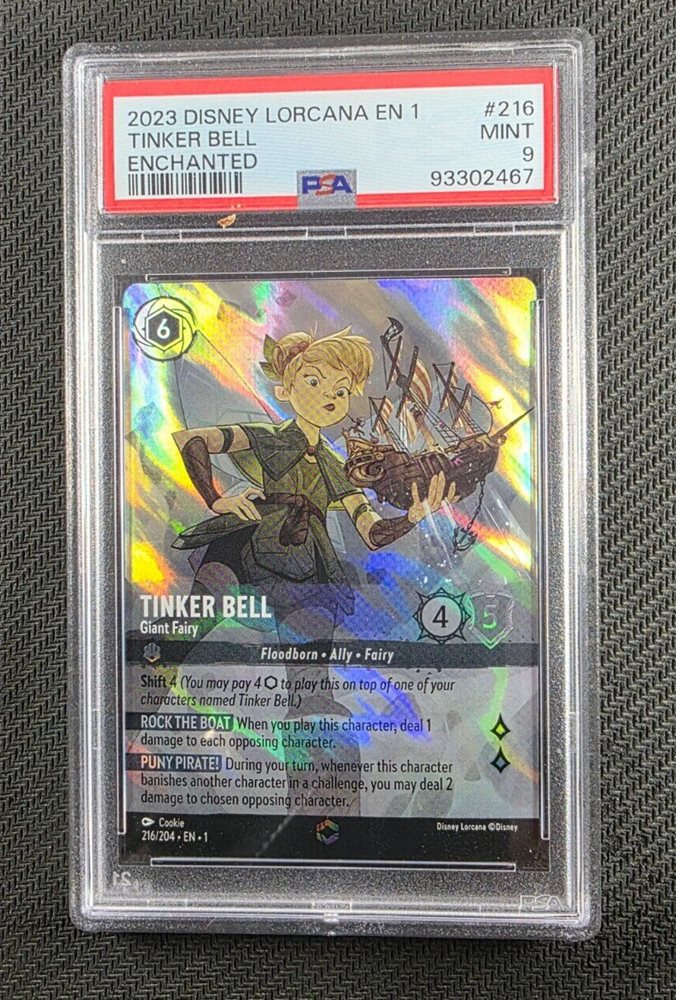 2023 DISNEY LORCANA EN 1 #216
TINKER BELL MINT
ENCHANTED 9
PSA 93302467
6
TINKER BELL
Giant Fairy
4 5
Floodborn • Ally • Fairy
Shift 4 (You may pay 4 ⬡ to play this on top of one of your
characters named Tinker Bell.)
ROCK THE BOAT When you play this character, deal 1
damage to each opposing character.
PUNY PIRATE! During your turn, whenever this character
banishes another character in a challenge, you may deal 2
damage to chosen opposing character.
Cookie
216/204 • EN • 1
Disney Lorcana ©Disney
PSA